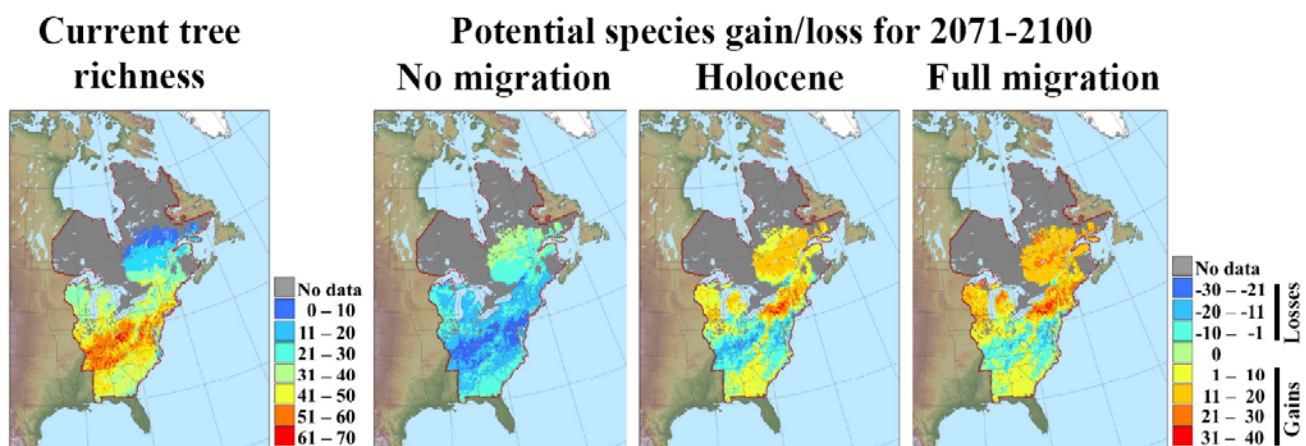 Current tree richness
Potential species gain/loss for 2071-2100
No migration
Holocene
Full migration
No data
0 – 10
11 – 20
21 – 30
31 – 40
41 – 50
51 – 60
61 – 70
No data
-30 – -21
-20 – -11
-10 – -1
0
1 – 10
11 – 20
21 – 30
31 – 40
Losses
Gains